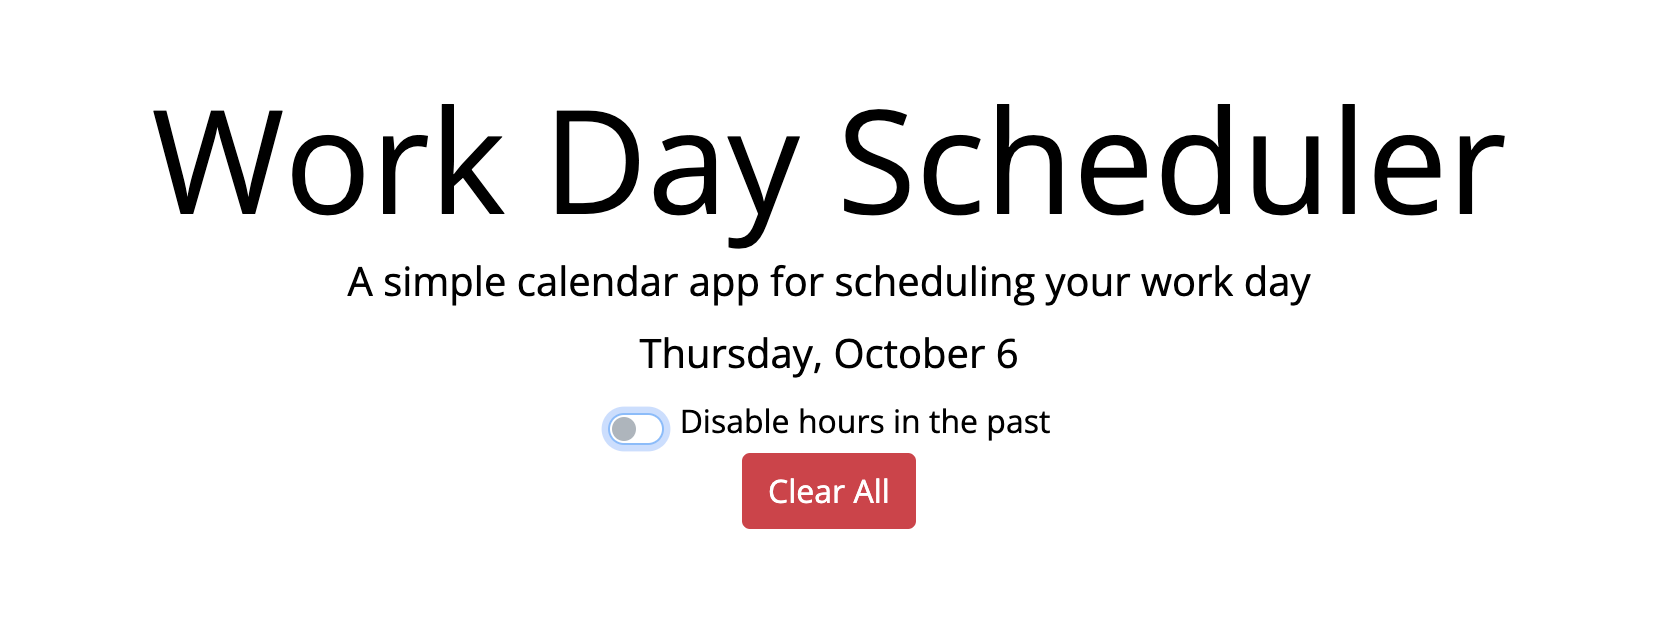 Work Day Scheduler
A simple calendar app for scheduling your work day
Thursday, October 6
Disable hours in the past
Clear All